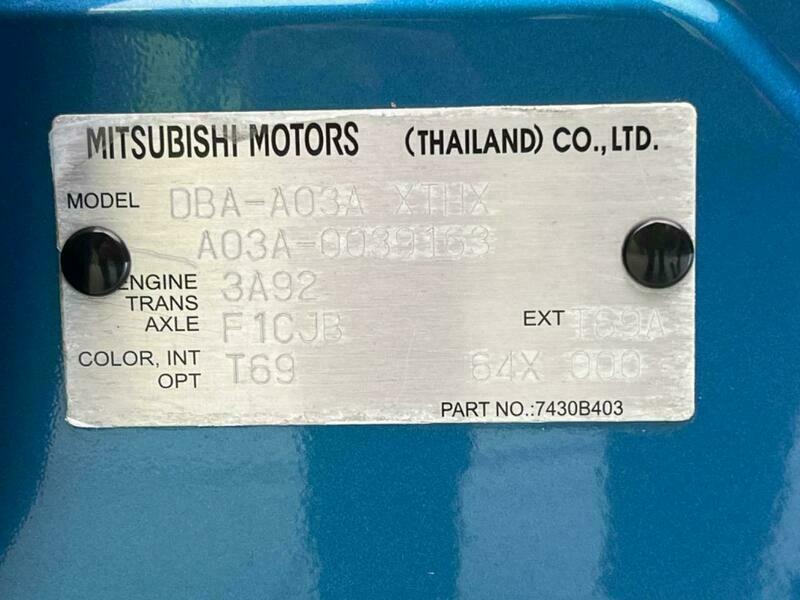 MITSUBISHI MOTORS (THAILAND) CO.,LTD.
MODEL DBA-A03A XTHX
A03A-0039163
ENGINE 3A92
TRANS
AXLE F1CJB EXT T69A
COLOR, INT
OPT T69 64X 000
PART NO.:7430B403